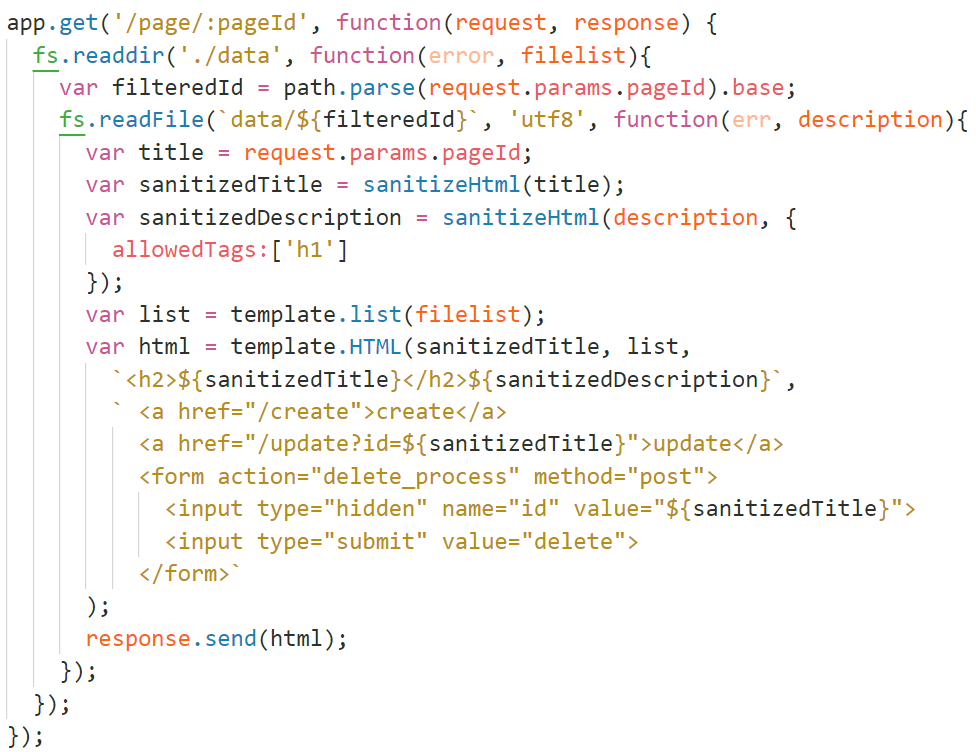 app.get('/page/:pageId', function(request, response) {
  fs.readdir('./data', function(error, filelist){
    var filteredId = path.parse(request.params.pageId).base;
    fs.readFile(`data/${filteredId}`, 'utf8', function(err, description){
      var title = request.params.pageId;
      var sanitizedTitle = sanitizeHtml(title);
      var sanitizedDescription = sanitizeHtml(description, {
        allowedTags:['h1']
      });
      var list = template.list(filelist);
      var html = template.HTML(sanitizedTitle, list,
        `<h2>${sanitizedTitle}</h2>${sanitizedDescription}`,
        ` <a href="/create">create</a>
          <a href="/update?id=${sanitizedTitle}">update</a>
          <form action="delete_process" method="post">
            <input type="hidden" name="id" value="${sanitizedTitle}">
            <input type="submit" value="delete">
          </form>`
      );
      response.send(html);
    });
  });
});